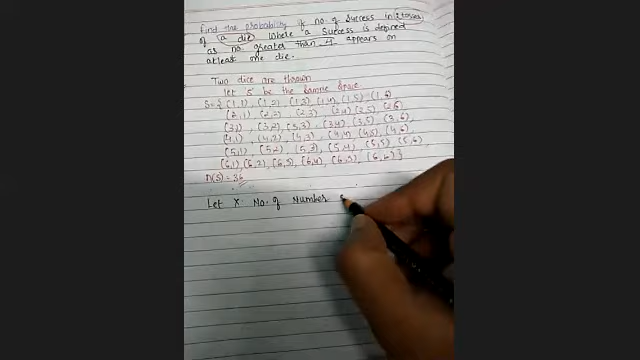 Find the probability if no. of success in 2 tosses
of a die where a success is defined
as no greater than 4 appears on
atleast one die.
Two dice are thrown
Let S be the sample space.
S={ (1,1) , (1,2) , (1,3) , (1,4) , (1,5) , (1,6)
(2,1) , (2,2) , (2,3) , (2,4) (2,5) (2,6)
(3,1) , (3,2) , (3,3) , (3,4) , (3,5) , (3,6)
(4,1) , (4,2) , (4,3) , (4,4) , (4,5) , (4,6)
(5,1) , (5,2) , (5,3) , (5,4) , (5,5) , (5,6) ,
(6,1) , (6,2) , (6,3) , (6,4) , (6,5) , (6,6) }
n(S) = 36
Let X: No. of Number